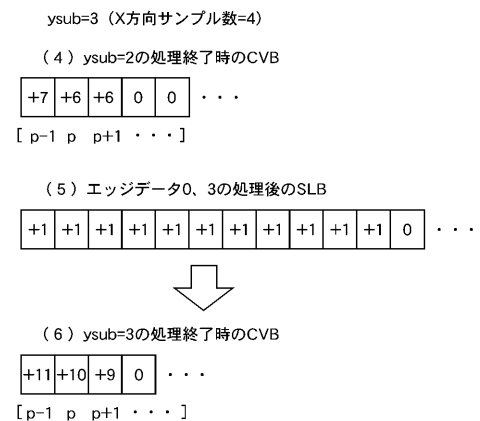 ysub=3（X方向サンプル数=4）
（4）ysub=2の処理終了時のCVB
+7 +6 +6 0 0 ・・・
[ p-1 p p+1 ・・・]
（5）エッジデータ0、3の処理後のSLB
+1 +1 +1 +1 +1 +1 +1 +1 +1 +1 +1 0 ・・・
（6）ysub=3の処理終了時のCVB
+11 +10 +9 0 ・・・
[ p-1 p p+1 ・・・]